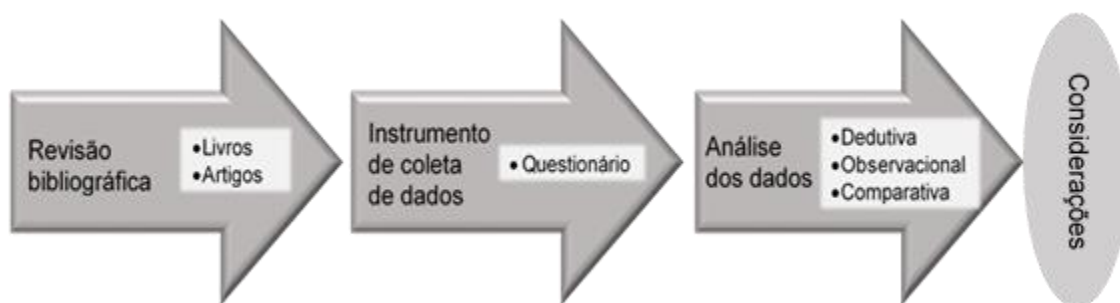 Revisão
bibliográfica
•Livros
•Artigos
Instrumento
de coleta
de dados
• Questionário
Análise
dos dados
•Dedutiva
•Observacional
•Comparativa
Considerações